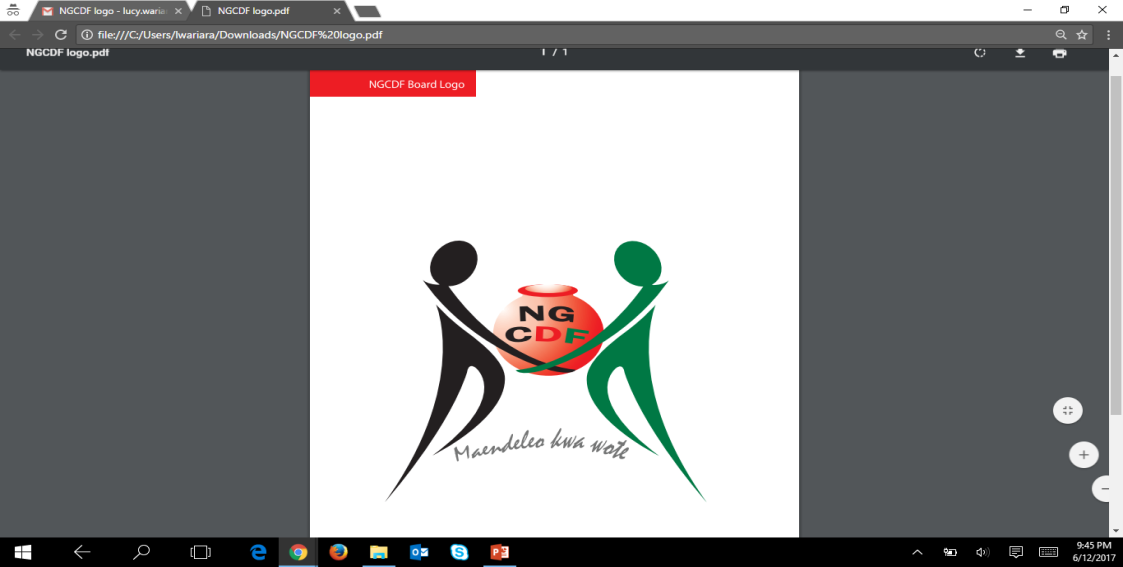 NGCDF logo - lucy.waria
NGCDF logo.pdf
file:///C:/Users/lwariara/Downloads/NGCDF%20logo.pdf
NGCDF logo.pdf
1 / 1
NGCDF Board Logo
NG
CDF
Maendeleo kwa wote
9:45 PM
6/12/2017